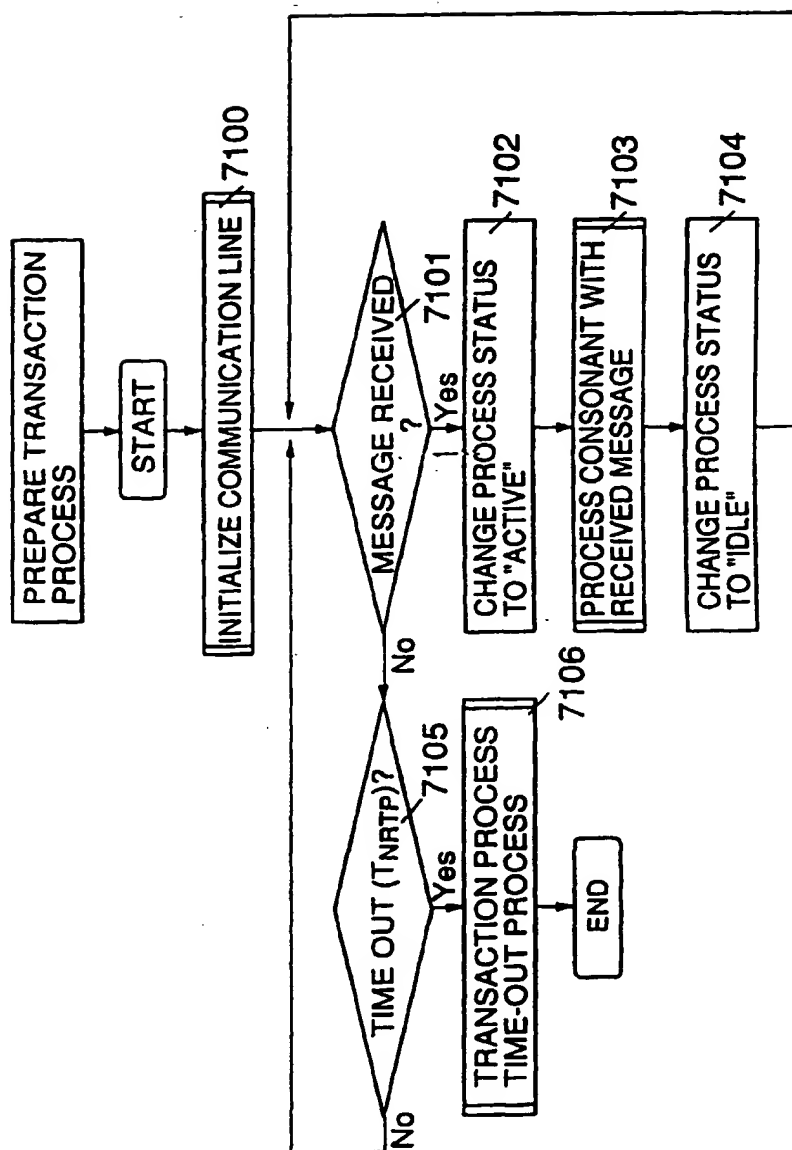 PREPARE TRANSACTION
PROCESS
START
INITIALIZE COMMUNICATION LINE
7100
MESSAGE RECEIVED
?
7101
Yes
No
CHANGE PROCESS STATUS
TO "ACTIVE"
7102
PROCESS CONSONANT WITH
RECEIVED MESSAGE
7103
CHANGE PROCESS STATUS
TO "IDLE"
7104
TIME OUT (TNRTP)?
7105
Yes
No
TRANSACTION PROCESS
TIME-OUT PROCESS
7106
END